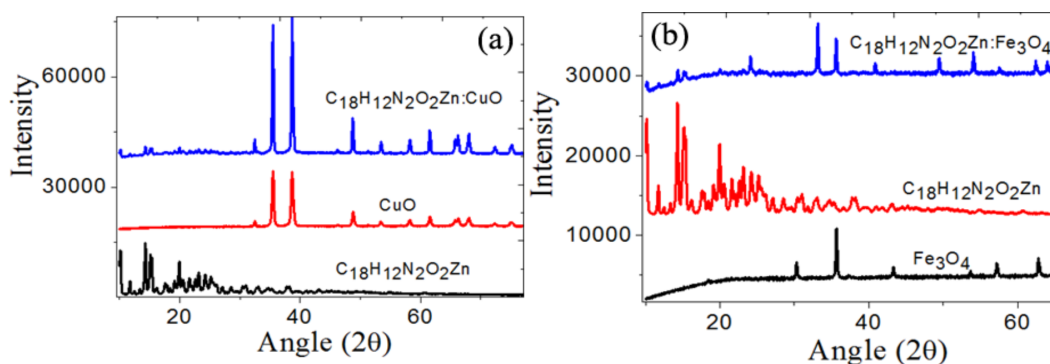 (a)
60000
C18H12N2O2Zn:CuO
Intensity
30000
CuO
C18H12N2O2Zn
20
40
60
Angle (2θ)
(b)
C18H12N2O2Zn:Fe3O4
30000
Intensity
20000
C18H12N2O2Zn
10000
Fe3O4
20
40
60
Angle (2θ)